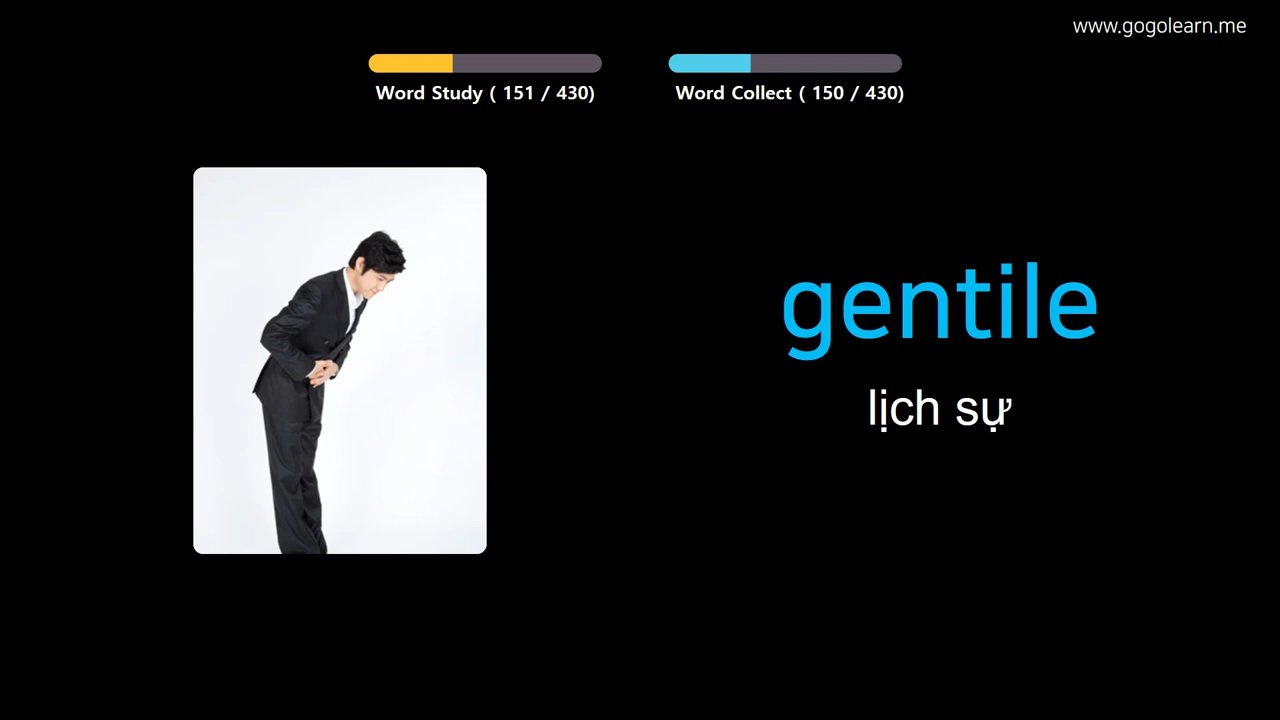 www.gogolearn.me
Word Study ( 151 / 430)
Word Collect ( 150 / 430)
gentile
lịch sự